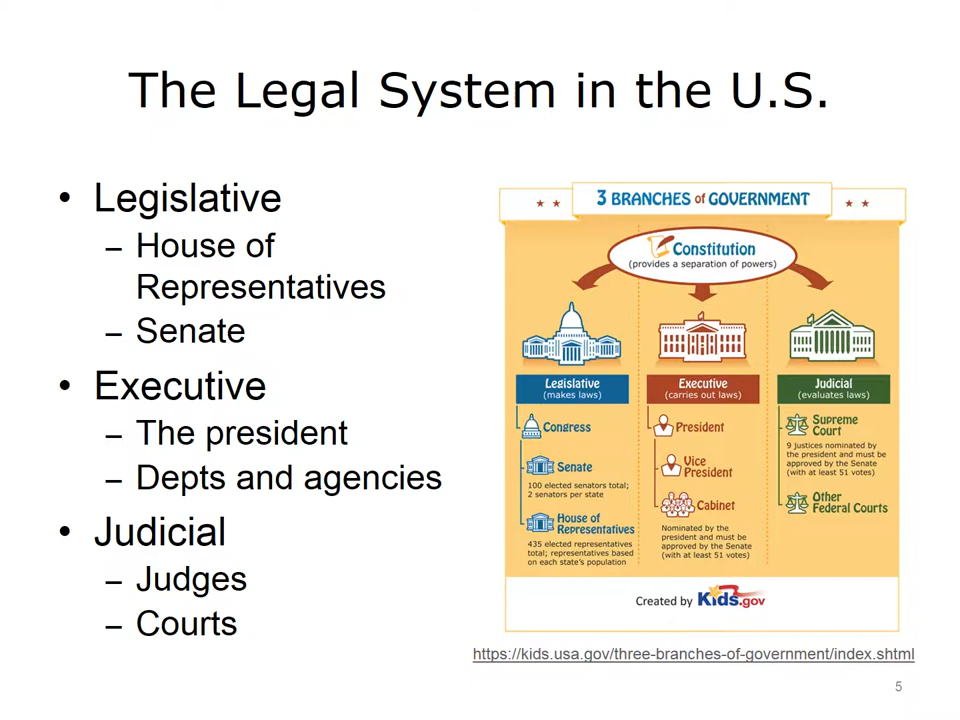 The Legal System in the U.S.
• Legislative
– House of
Representatives
– Senate
• Executive
– The president
– Depts and agencies
• Judicial
– Judges
– Courts
3 BRANCHES of GOVERNMENT
Constitution
(provides a separation of powers)
Legislative
(makes laws)
Congress
Senate
100 elected senators total;
2 senators per state
House of
Representatives
435 elected representatives
total; representatives based
on each state's population
Executive
(carries out laws)
President
Vice
President
Cabinet
Nominated by the
president and must be
approved by the Senate
(with at least 51 votes)
Judicial
(evaluates laws)
Supreme
Court
9 justices nominated by
the president and must be
approved by the Senate
(with at least 51 votes)
Other
Federal Courts
Created by Kids.gov
https://kids.usa.gov/three-branches-of-government/index.shtml
5